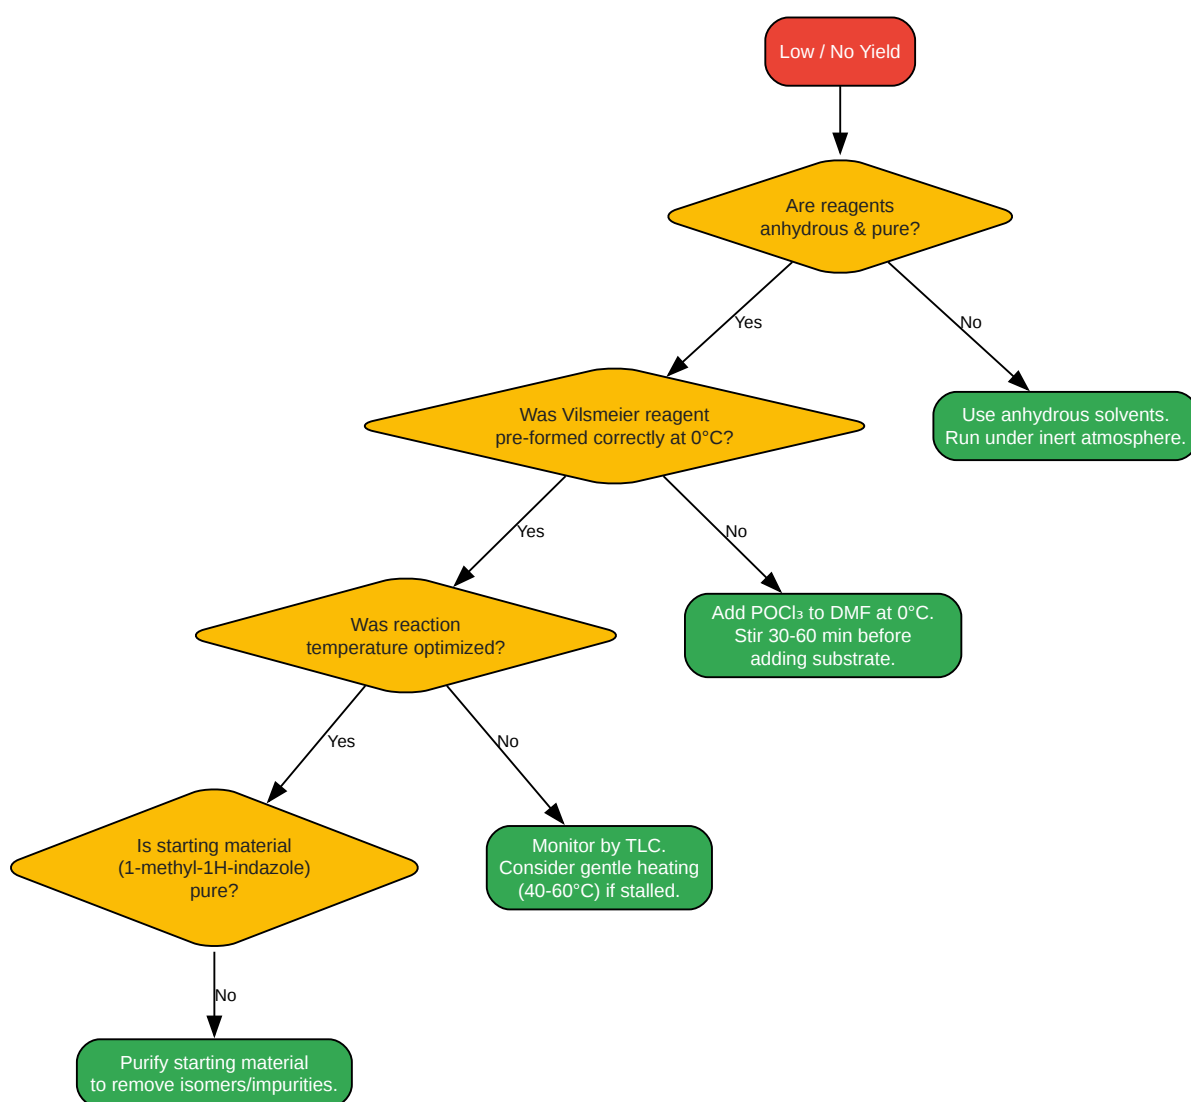 Low / No Yield
Are reagents
anhydrous & pure?
Yes
No
Was Vilsmeier reagent
pre-formed correctly at 0°C?
Use anhydrous solvents.
Run under inert atmosphere.
Yes
No
Was reaction
temperature optimized?
Add POCl₃ to DMF at 0°C.
Stir 30-60 min before
adding substrate.
Yes
No
Is starting material
(1-methyl-1H-indazole)
pure?
Monitor by TLC.
Consider gentle heating
(40-60°C) if stalled.
No
Purify starting material
to remove isomers/impurities.